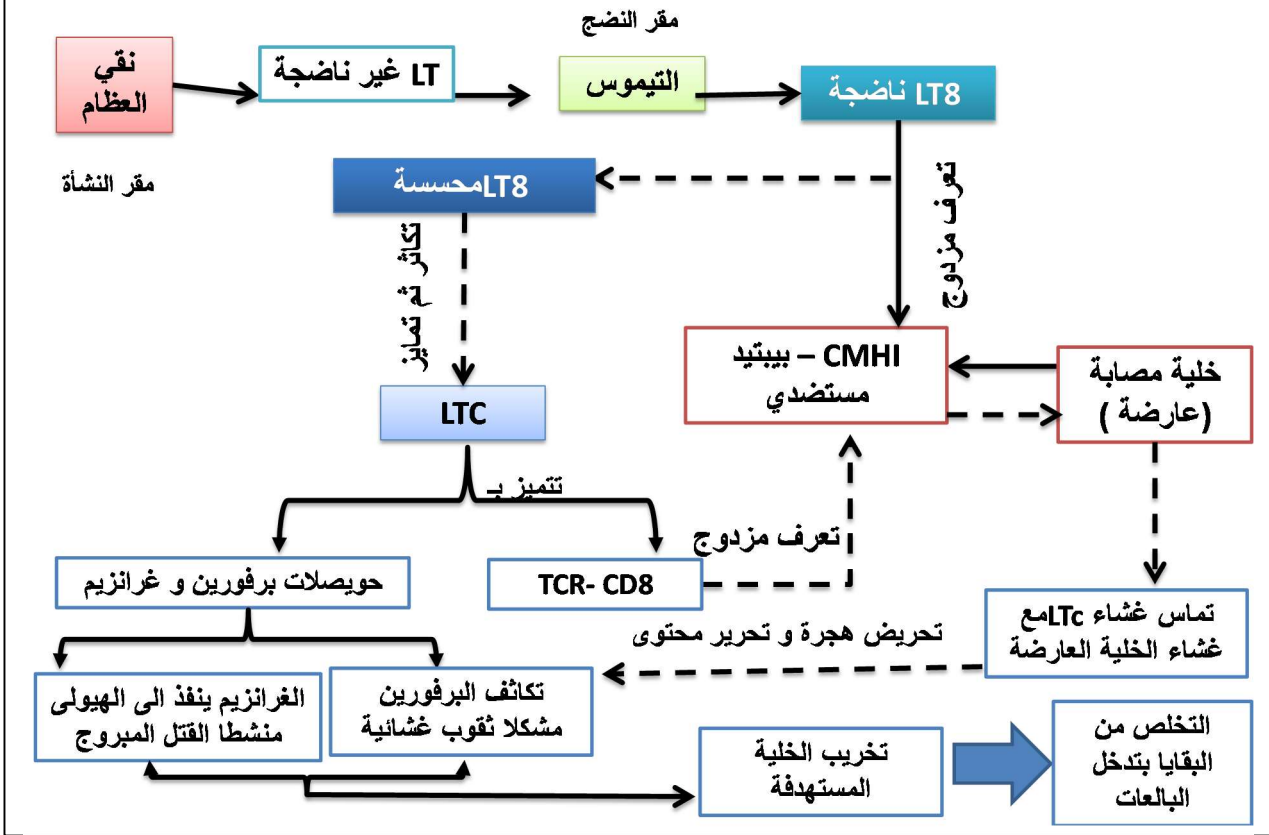 مقر النضج
نقي
العظام
LT غير ناضجة
التيموس
LT8 ناضجة
مقر النشأة
LT8محسسة
تعرف مزدوج
تكاثر ثم تمايز
CMHI – بيبتيد
مستضدي
خلية مصابة
(عارضة )
LTC
تتميز بـ
تعرف مزدوج
حويصلات برفورين و غرانزيم
TCR- CD8
تماس غشاء LTcمع
غشاء الخلية العارضة
تحريض هجرة و تحرير محتوى
الغرانزيم ينفذ الى الهيولى
منشطا القتل المبروج
تكاثف البرفورين
مشكلا ثقوب غشائية
تخريب الخلية
المستهدفة
التخلص من
البقايا بتدخل
البالعات